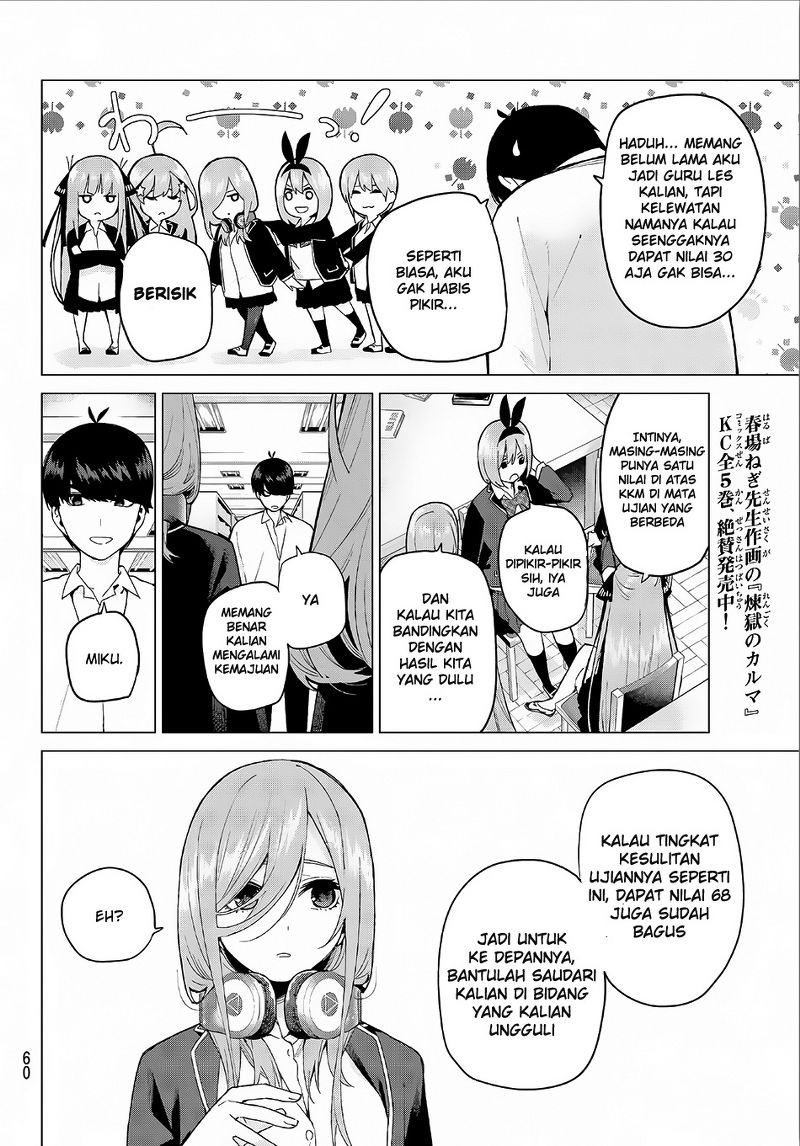 わーーっ!
HADUH... MEMANG
BELUM LAMA AKU
JADI GURU LES
KALIAN, TAPI
KELEWATAN
NAMANYA KALAU
SEENGGAKNYA
DAPAT NILAI 30
AJA GAK BISA...
SEPERTI
BIASA, AKU
GAK HABIS
PIKIR...
BERISIK
INTINYA,
MASING-MASING
PUNYA SATU
NILAI DI ATAS
KKM DI MATA
UJIAN YANG
BERBEDA
KALAU
DIPIKIR-PIKIR
SIH, IYA
JUGA
DAN
KALAU KITA
BANDINGKAN
DENGAN
HASIL KITA
YANG DULU
...
YA
MEMANG
BENAR
KALIAN
MENGALAMI
KEMAJUAN
MIKU.
春場ねぎ先生作画の『煉獄のカルマ』
KC全5巻、絶賛発売中!
KALAU TINGKAT
KESULITAN
UJIANNYA SEPERTI
INI, DAPAT NILAI 68
JUGA SUDAH
BAGUS
JADI UNTUK
KE DEPANNYA,
BANTULAH SAUDARI
KALIAN DI BIDANG
YANG KALIAN
UNGGULI
EH?
60